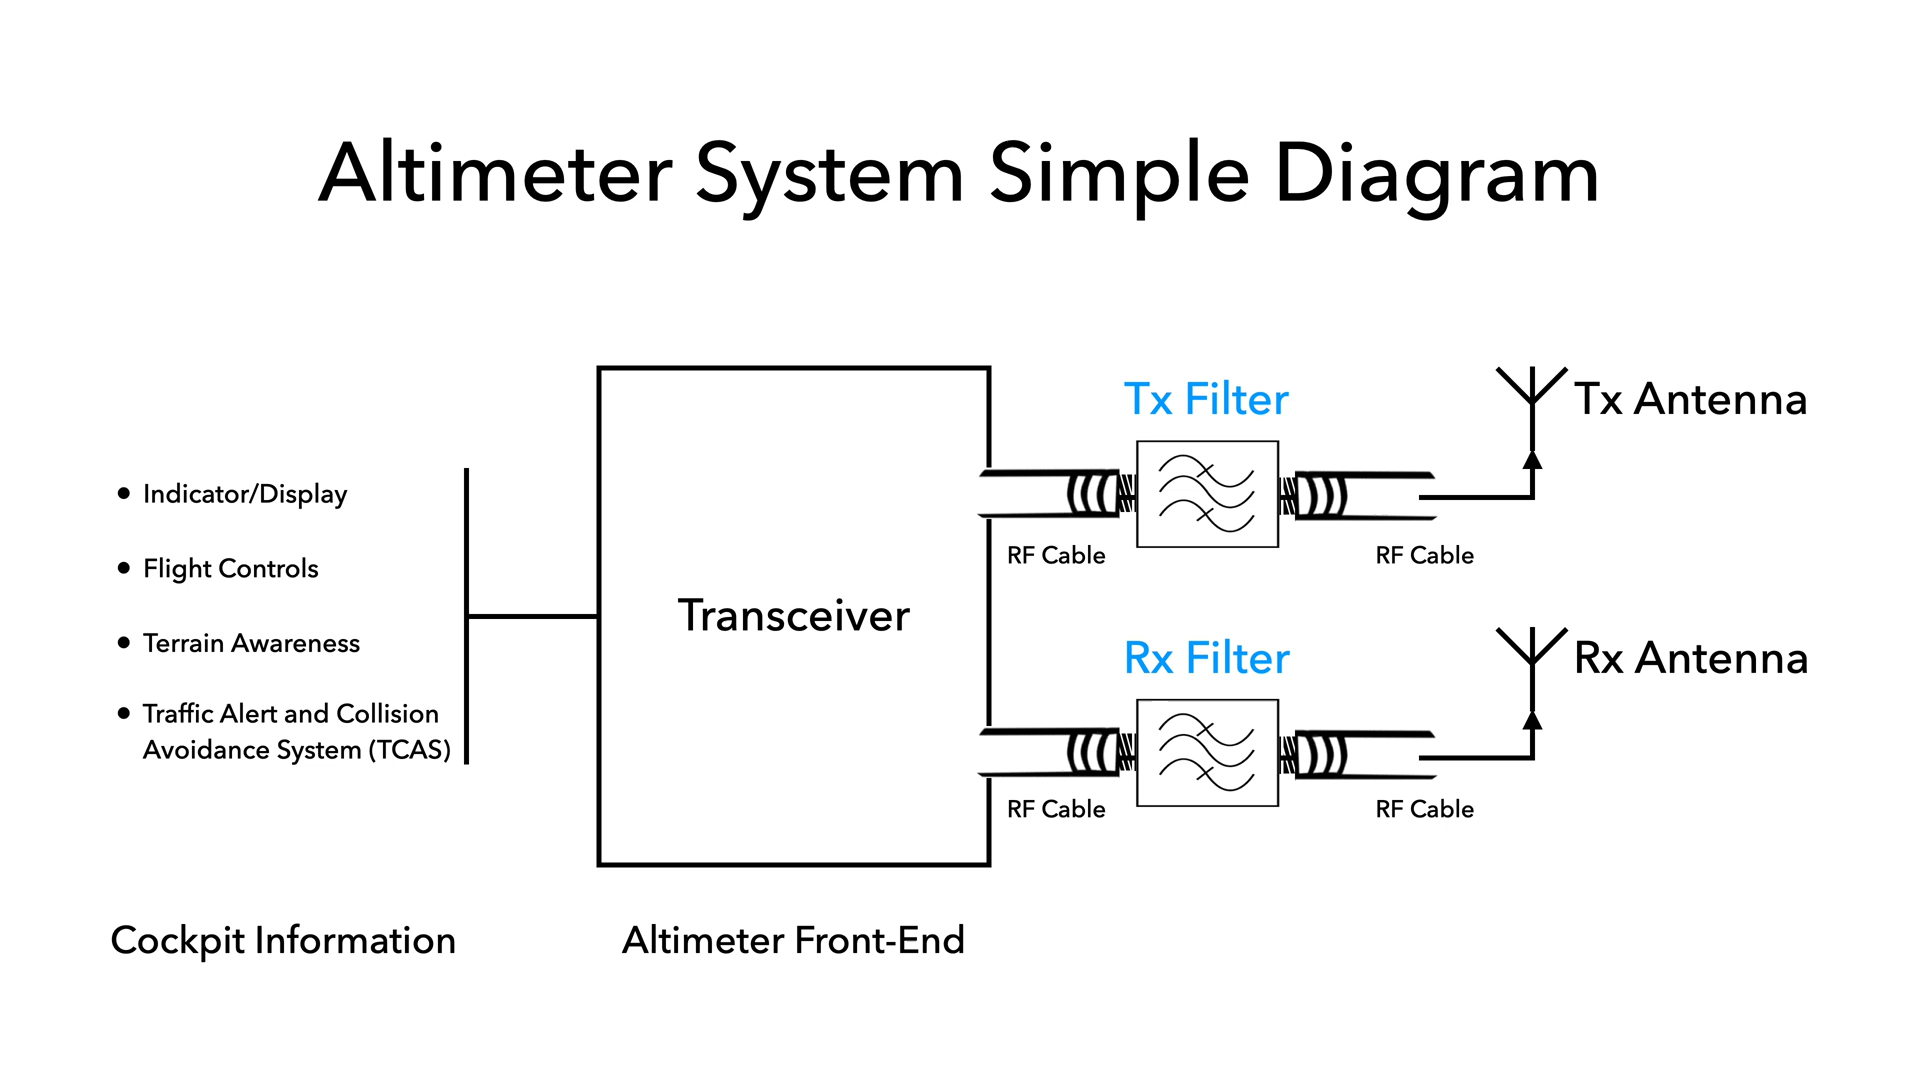 Altimeter System Simple Diagram
Tx Filter
Tx Antenna
RF Cable
RF Cable
• Indicator/Display
• Flight Controls
• Terrain Awareness
• Traffic Alert and Collision
Avoidance System (TCAS)
Transceiver
Rx Filter
Rx Antenna
RF Cable
RF Cable
Cockpit Information
Altimeter Front-End